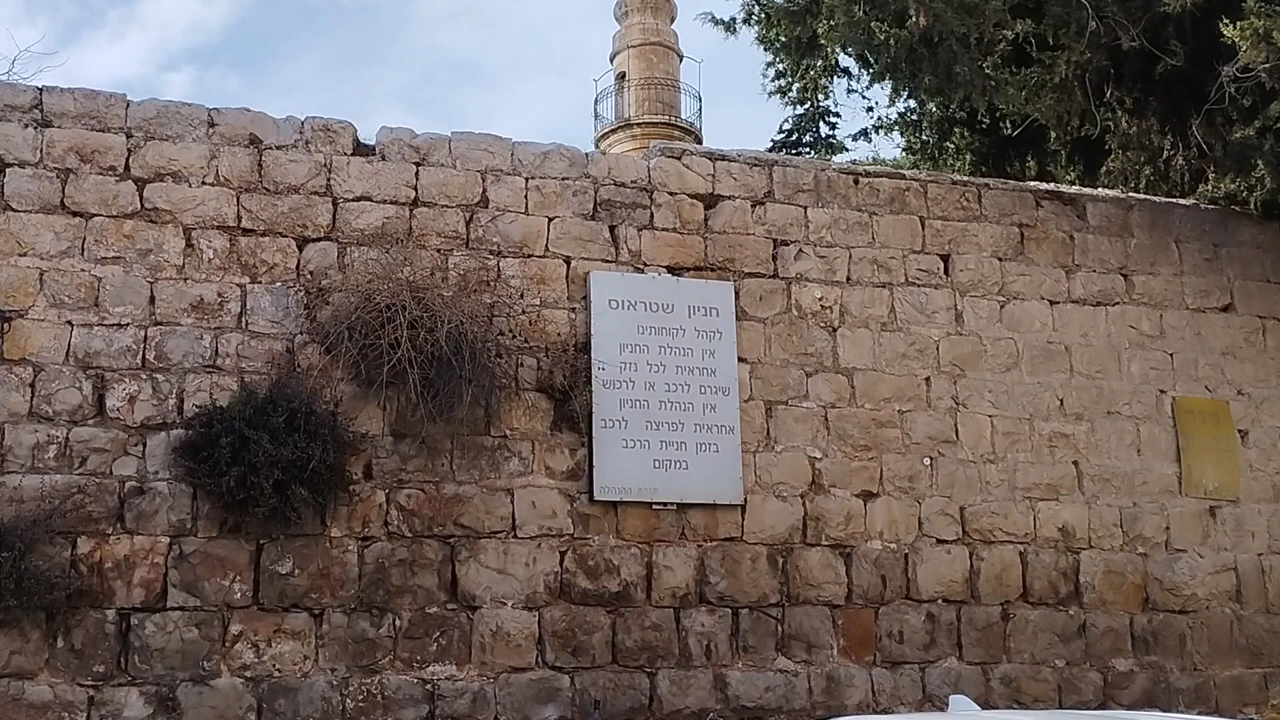 חניון שטראוס
לקהל לקוחותינו
אין הנהלת החניון
אחראית לכל נזק
שיגרם לרכב או לרכוש
אין הנהלת החניון
אחראית לפריצה לרכב
בזמן חניית הרכב
במקום
ההנהלה